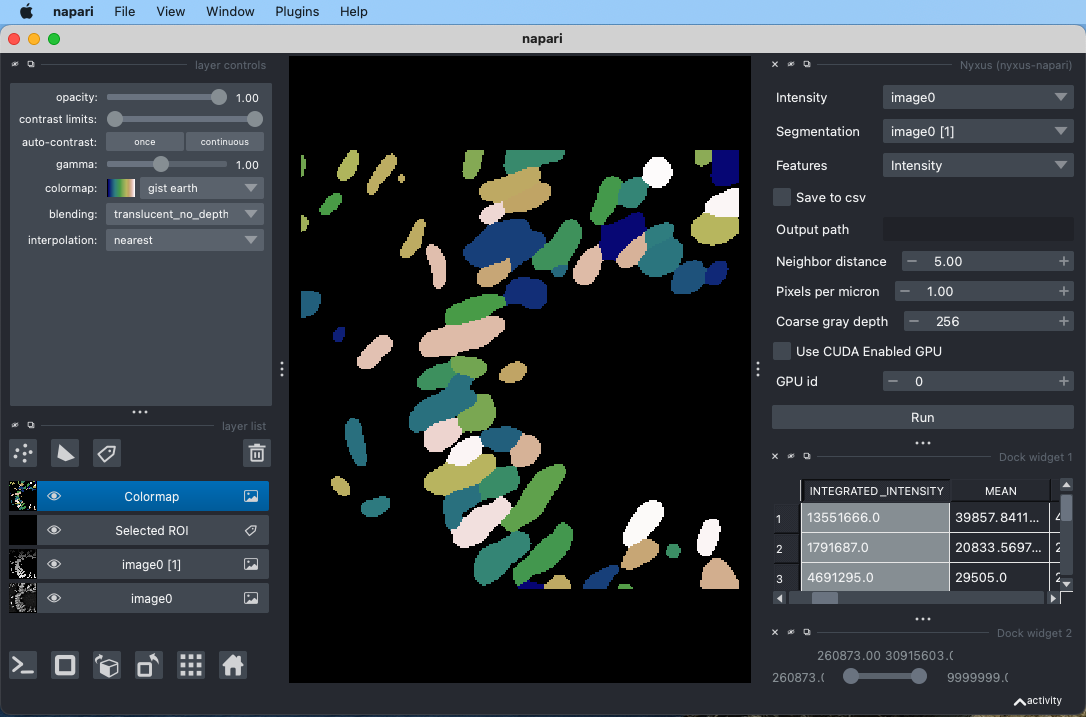 napari File View Window Plugins Help
napari
layer controls
opacity: 1.00
contrast limits:
auto-contrast: once continuous
gamma: 1.00
colormap: gist earth
blending: translucent_no_depth
interpolation: nearest
layer list
Colormap
Selected ROI
image0 [1]
image0
Nyxus (nyxus-napari)
Intensity image0
Segmentation image0 [1]
Features Intensity
Save to csv
Output path
Neighbor distance 5.00
Pixels per micron 1.00
Coarse gray depth 256
Use CUDA Enabled GPU
GPU id 0
Run
Dock widget 1
INTEGRATED_INTENSITY MEAN
1 13551666.0 39857.8411...
2 1791687.0 20833.5697...
3 4691295.0 29505.0
Dock widget 2
260873.00 30915603.
260873. 9999999.
activity